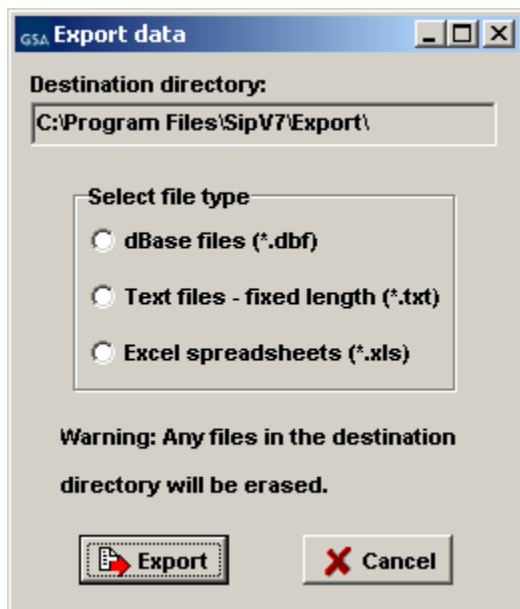 GSA Export data
Destination directory:
C:\Program Files\SipV7\Export\
Select file type
dBase files (*.dbf)
Text files - fixed length (*.txt)
Excel spreadsheets (*.xls)
Warning: Any files in the destination
directory will be erased.
Export Cancel